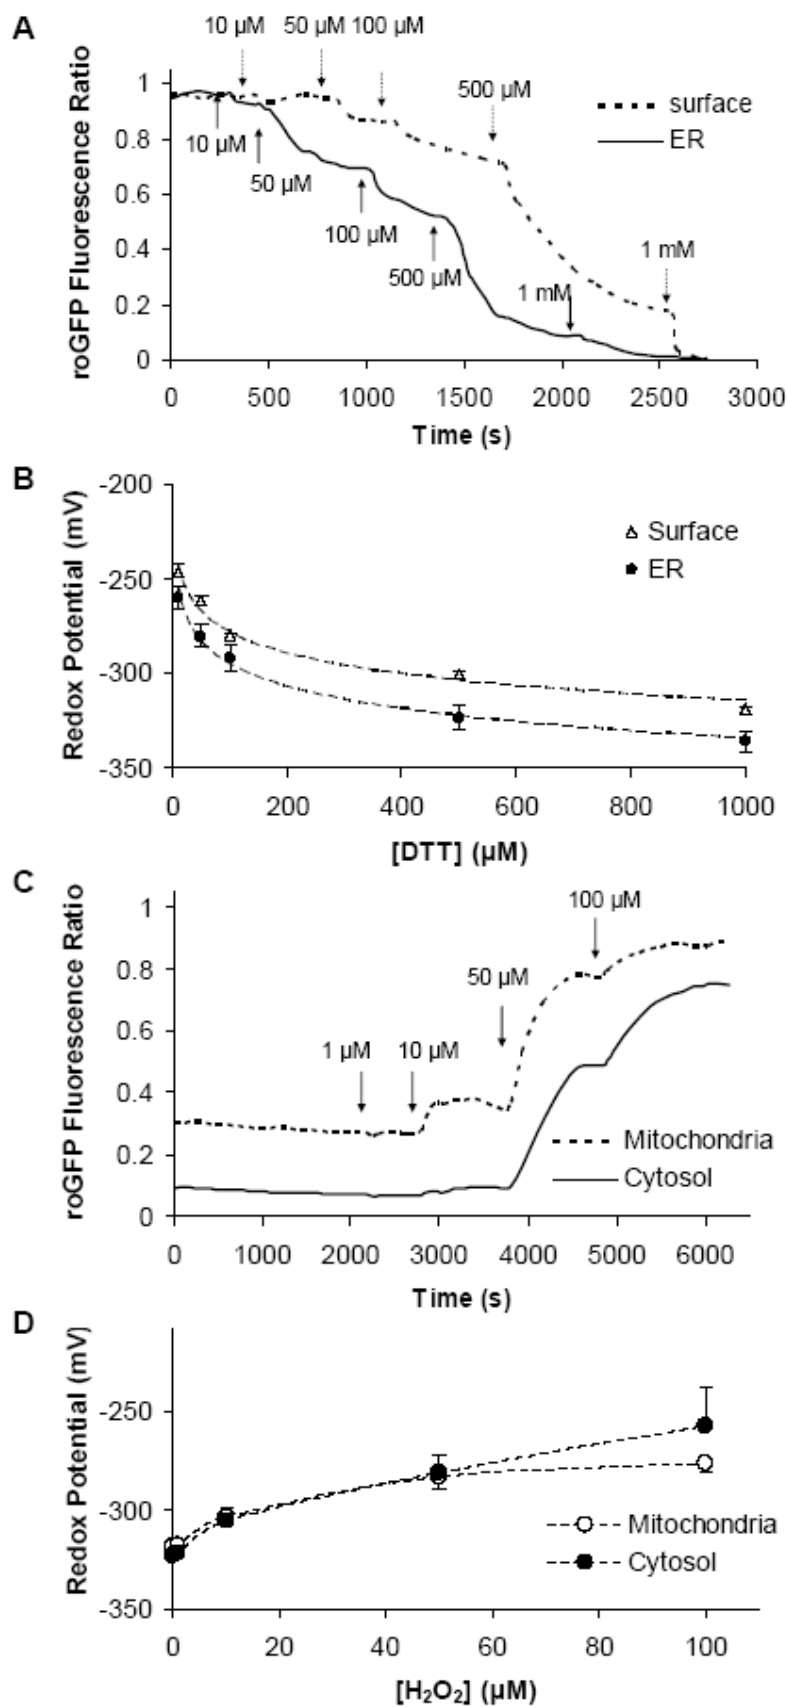 A
10 µM
50 µM
100 µM
500 µM
surface
ER
10 µM
50 µM
100 µM
500 µM
1 mM
1 mM
roGFP Fluorescence Ratio
1
0.8
0.6
0.4
0.2
0
0 500 1000 1500 2000 2500 3000
Time (s)
B
Redox Potential (mV)
-200
-250
-300
-350
Surface
ER
0 200 400 600 800 1000
[DTT] (µM)
C
roGFP Fluorescence Ratio
1
0.8
0.6
0.4
0.2
0
100 µM
50 µM
1 µM
10 µM
Mitochondria
Cytosol
0 1000 2000 3000 4000 5000 6000
Time (s)
D
Redox Potential (mV)
-250
-300
-350
Mitochondria
Cytosol
0 20 40 60 80 100
[H₂O₂] (µM)